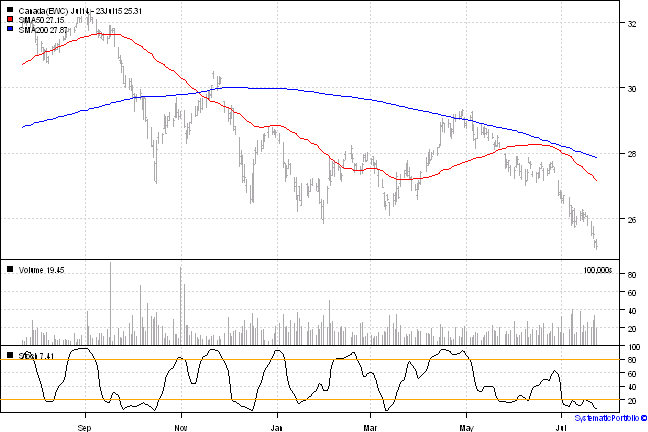 Canada(EWC) Jul14 - 23Jul15 25.31
SMA50 27.15
SMA200 27.87
32
30
28
26
Volume 19.45
100,000s
80
60
40
20
Stoch 7.41
100
80
60
40
20
Sep Nov Jan Mar May Jul
SystematicPortfolio ©